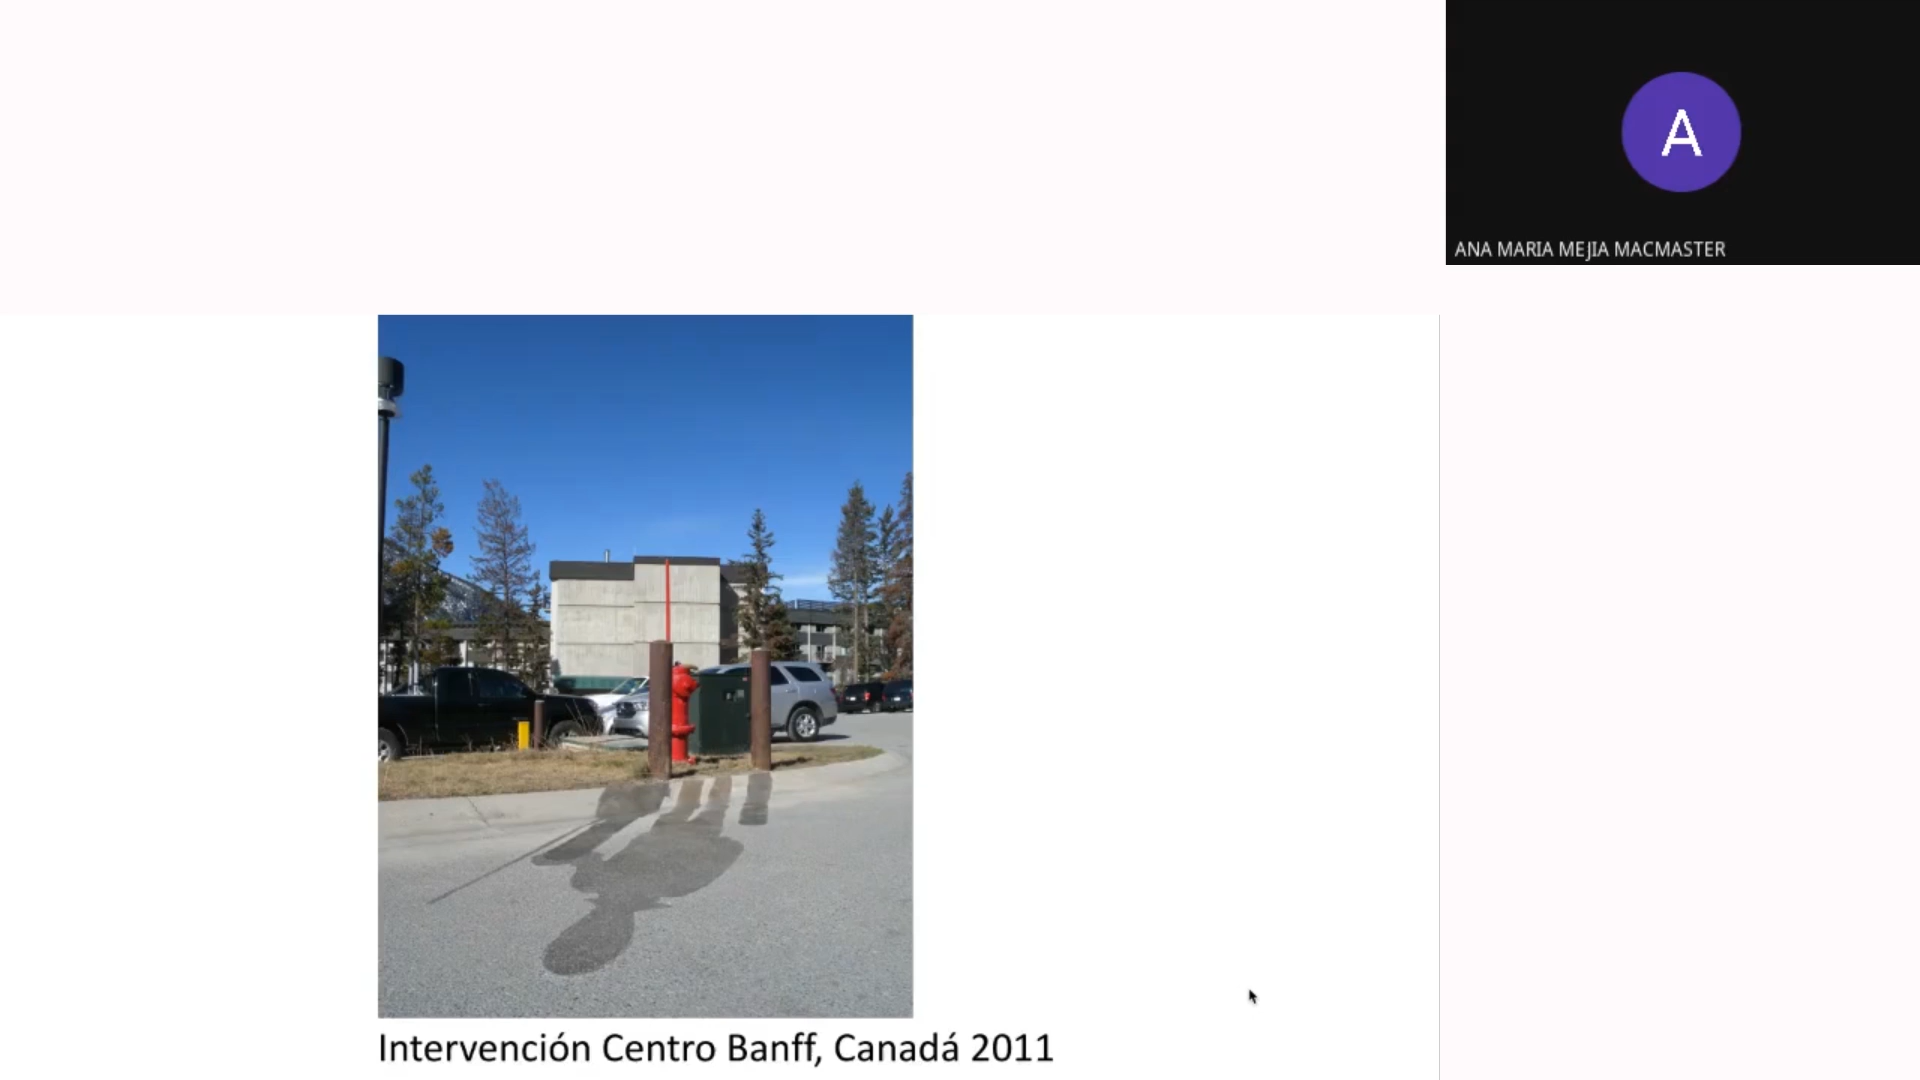 A
ANA MARIA MEJIA MACMASTER
Intervención Centro Banff, Canadá 2011